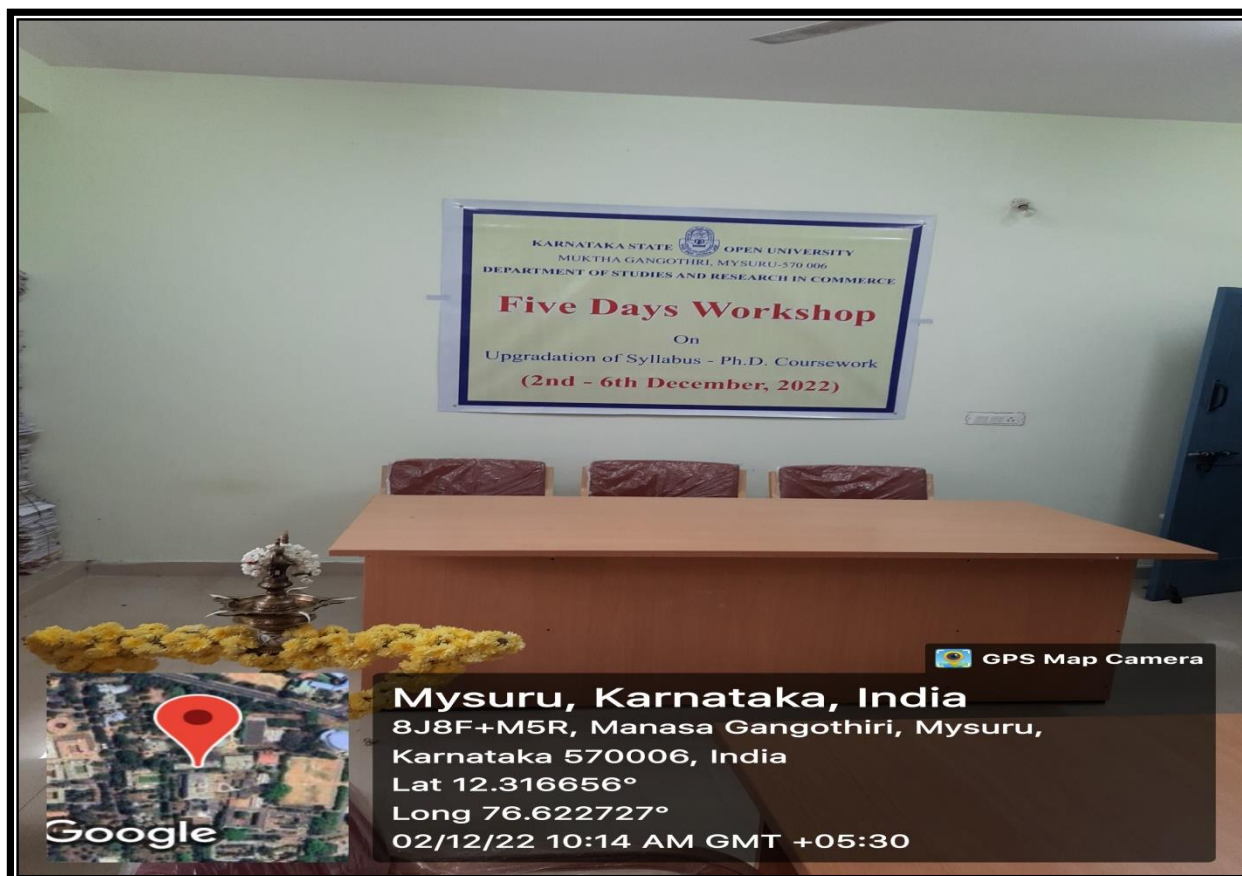 KARNATAKA STATE OPEN UNIVERSITY
MUKTHA GANGOTHRI, MYSURU-570 006
DEPARTMENT OF STUDIES AND RESEARCH IN COMMERCE
Five Days Workshop
On
Upgradation of Syllabus - Ph.D. Coursework
(2nd - 6th December, 2022)
GPS Map Camera
Mysuru, Karnataka, India
8J8F+M5R, Manasa Gangothiri, Mysuru,
Karnataka 570006, India
Lat 12.316656°
Long 76.622727°
02/12/22 10:14 AM GMT +05:30
Google